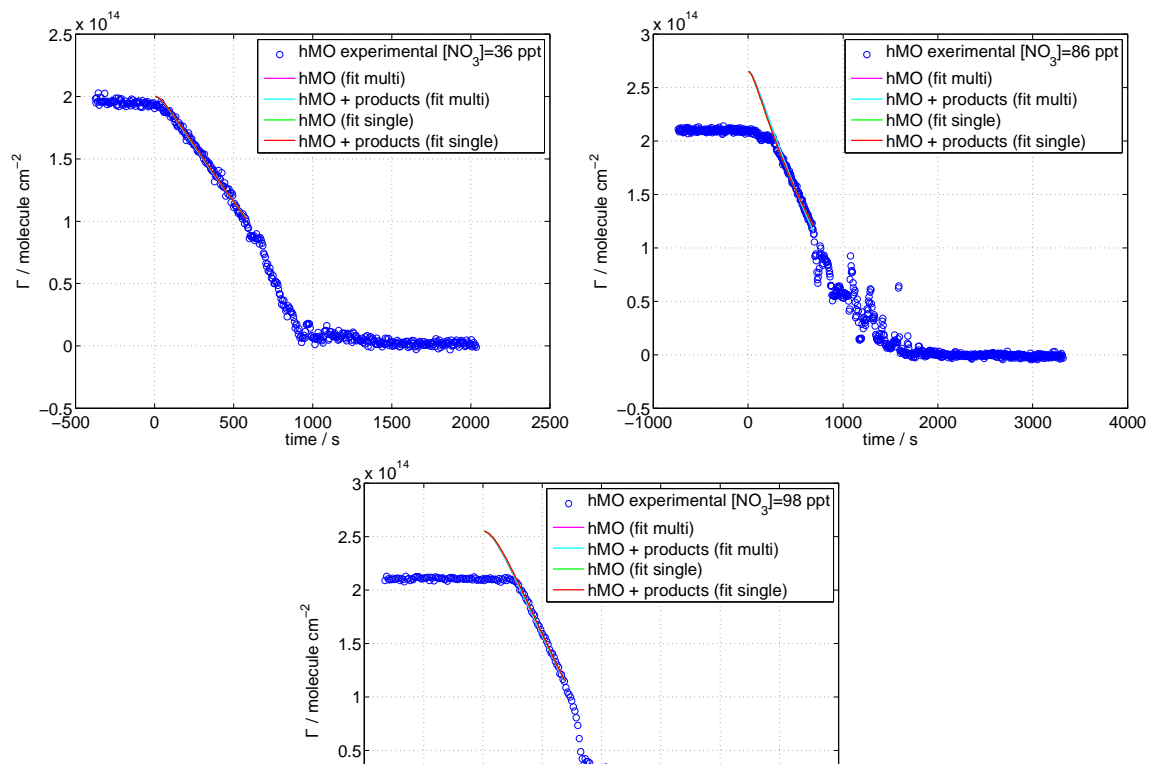 x 10^14
2.5
2
1.5
1
0.5
0
−0.5
−500 0 500 1000 1500 2000 2500
time / s
Γ / molecule cm^−2
hMO experimental [NO_3]=36 ppt
hMO (fit multi)
hMO + products (fit multi)
hMO (fit single)
hMO + products (fit single)
x 10^14
3
2.5
2
1.5
1
0.5
0
−0.5
−1000 0 1000 2000 3000 4000
time / s
Γ / molecule cm^−2
hMO exerimental [NO_3]=86 ppt
hMO (fit multi)
hMO + products (fit multi)
hMO (fit single)
hMO + products (fit single)
x 10^14
3
2.5
2
1.5
1
0.5
Γ / molecule cm^−2
hMO experimental [NO_3]=98 ppt
hMO (fit multi)
hMO + products (fit multi)
hMO (fit single)
hMO + products (fit single)